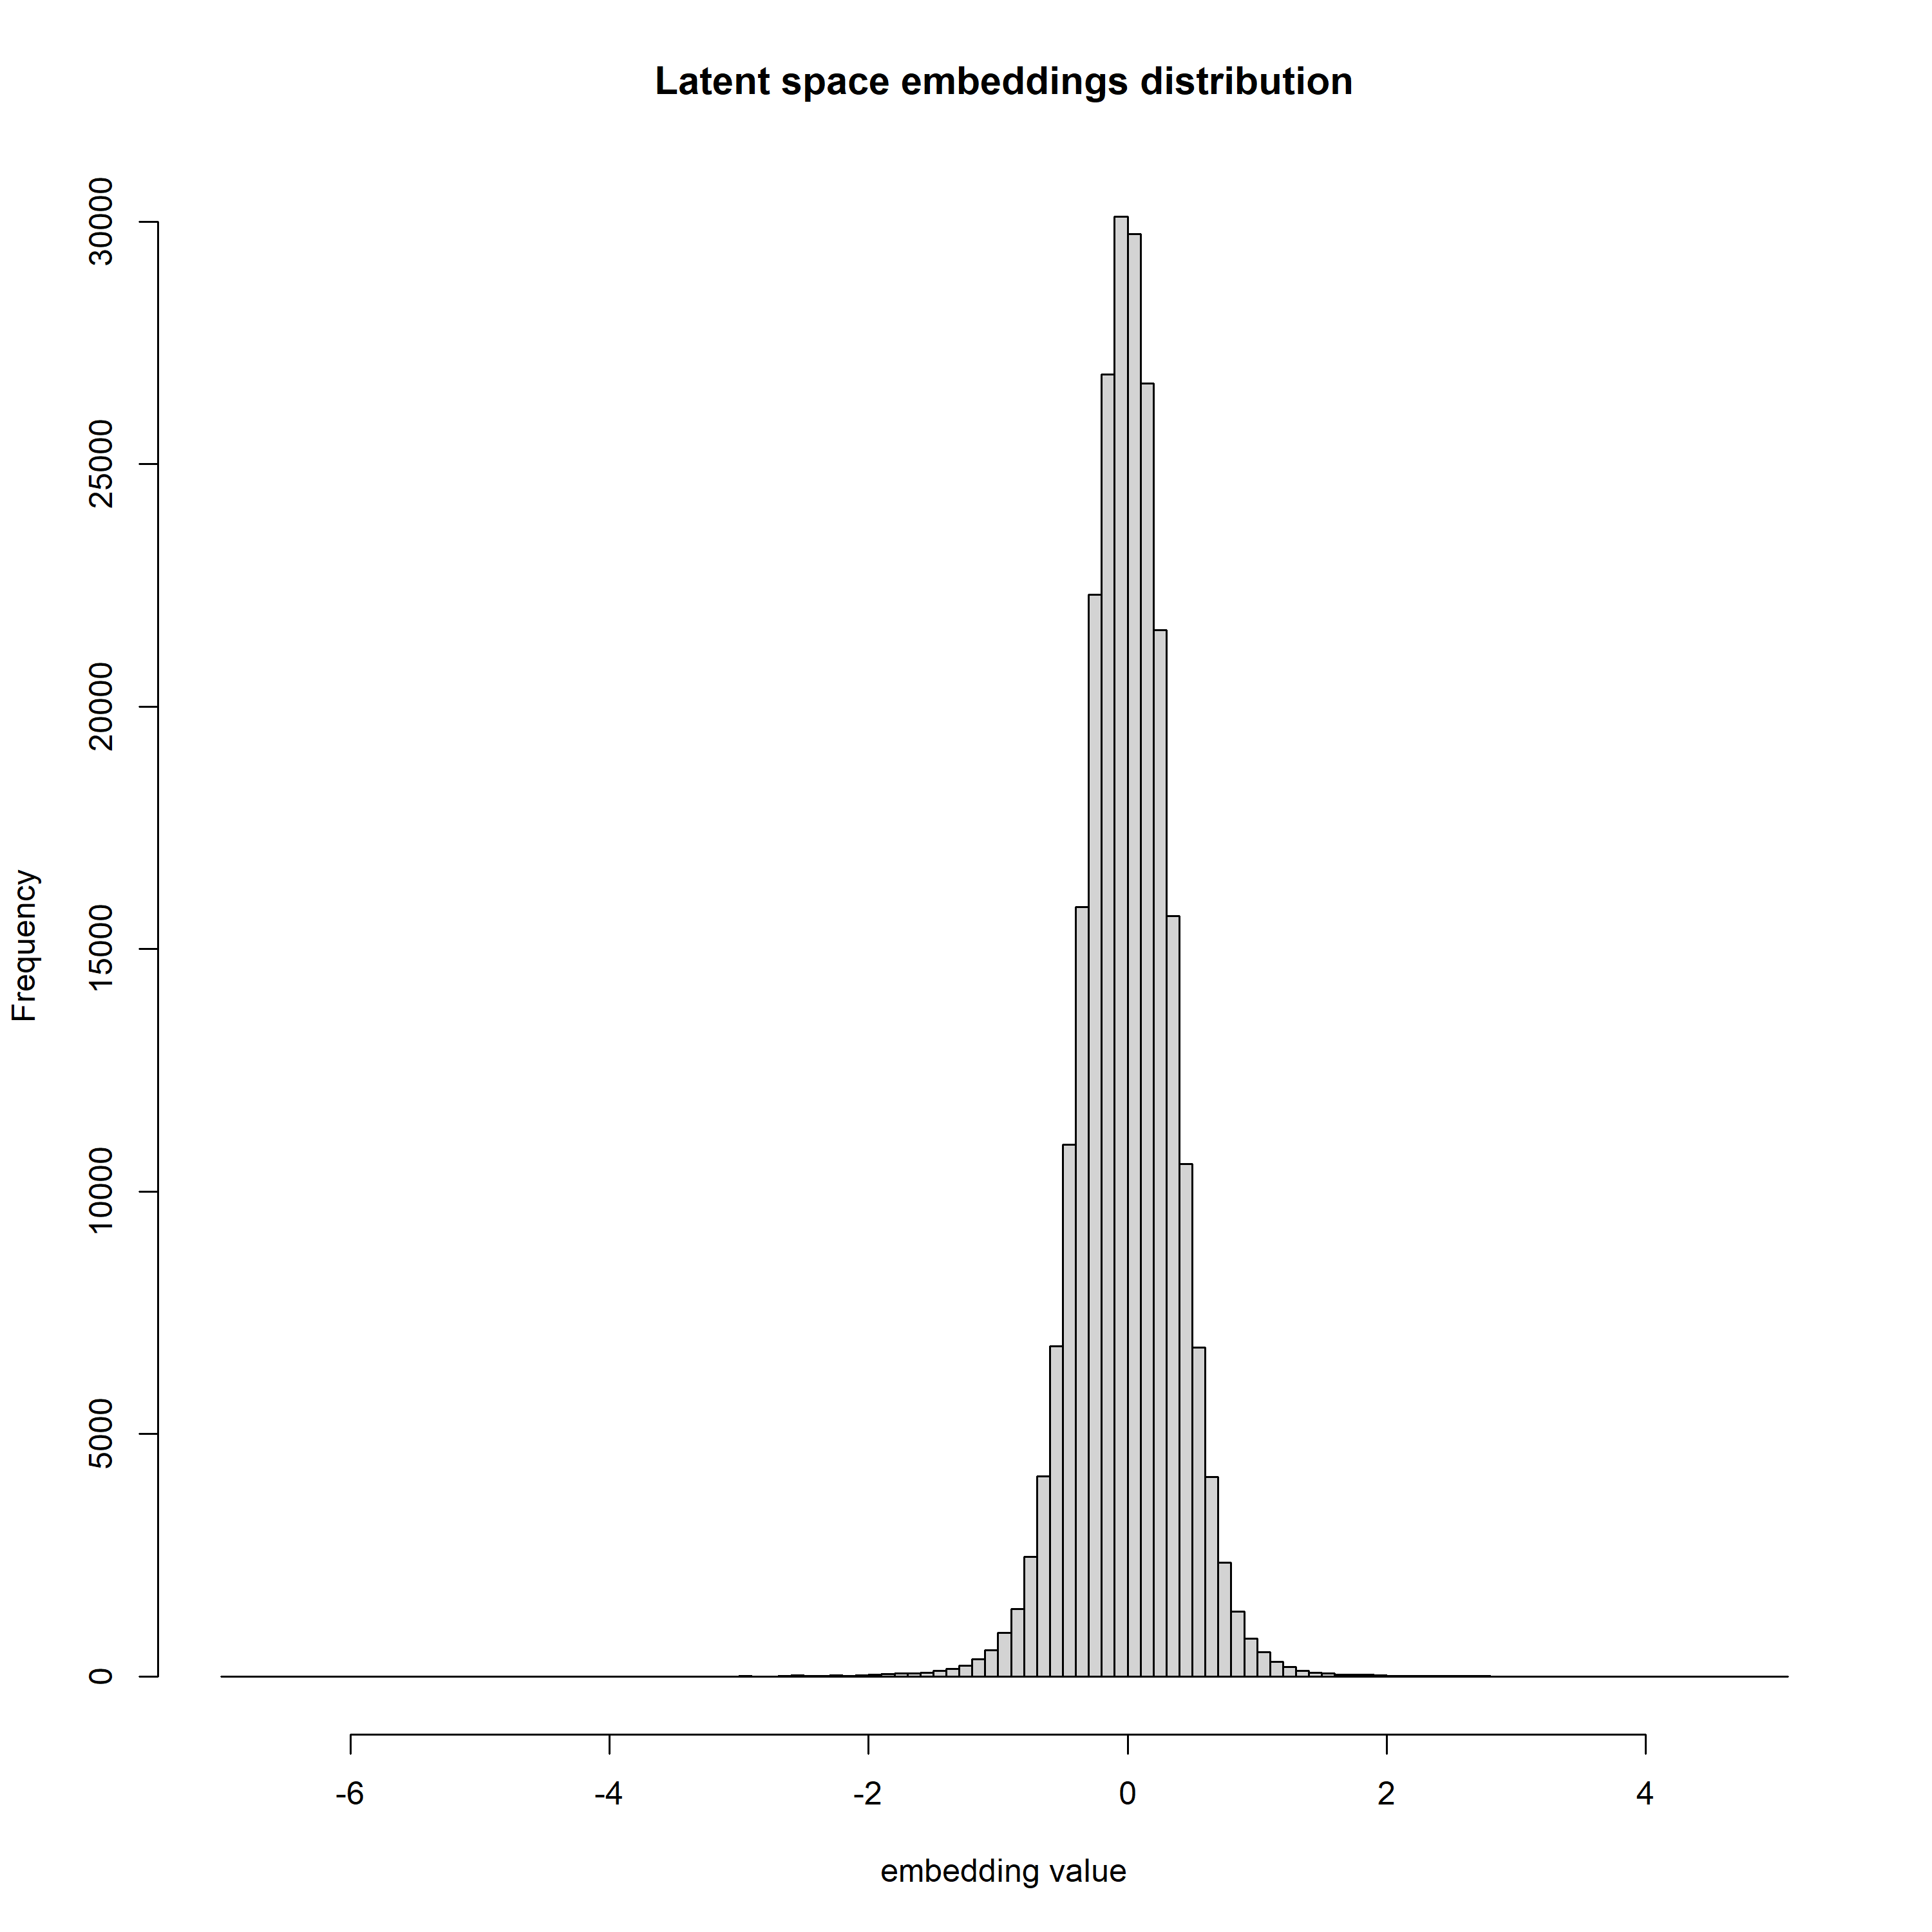 Latent space embeddings distribution
30000
25000
20000
15000
10000
5000
0
Frequency
-6 -4 -2 0 2 4
embedding value